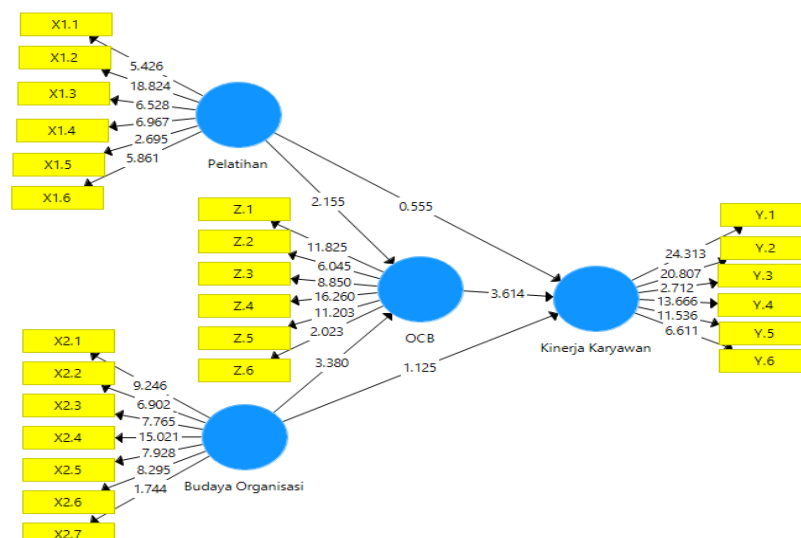 X1.1
X1.2
X1.3
X1.4
X1.5
X1.6
5.426
18.824
6.528
6.967
2.695
5.861
Pelatihan
2.155
0.555
Z.1
Z.2
Z.3
Z.4
Z.5
Z.6
11.825
6.045
8.850
16.260
11.203
2.023
OCB
3.614
3.380
1.125
Y.1
Y.2
Y.3
Y.4
Y.5
Y.6
24.313
20.807
2.712
13.666
11.536
6.611
Kinerja Karyawan
X2.1
X2.2
X2.3
X2.4
X2.5
X2.6
X2.7
9.246
6.902
7.765
15.021
7.928
8.295
1.744
Budaya Organisasi